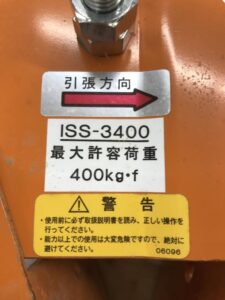 引張方向
ISS-3400
最大許容荷重
400kg·f
警告
・使用前に必ず取扱説明書を読み、正しい操作を
行ってください。
・能力以上での使用は大変危険ですので、絶対に
避けてください。
06096